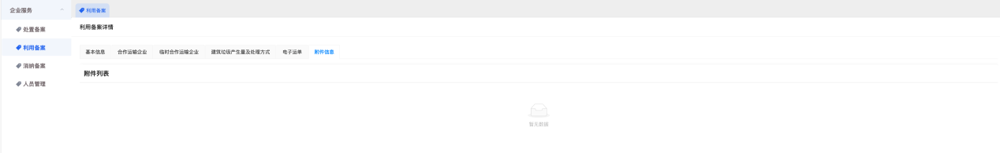 企业服务
利用备案
利用备案详情
处置备案
利用备案
消纳备案
人员管理
基本信息 合作运输企业 临时合作运输企业 建筑垃圾产生量及处理方式 电子运单 附件信息
附件列表
暂无数据